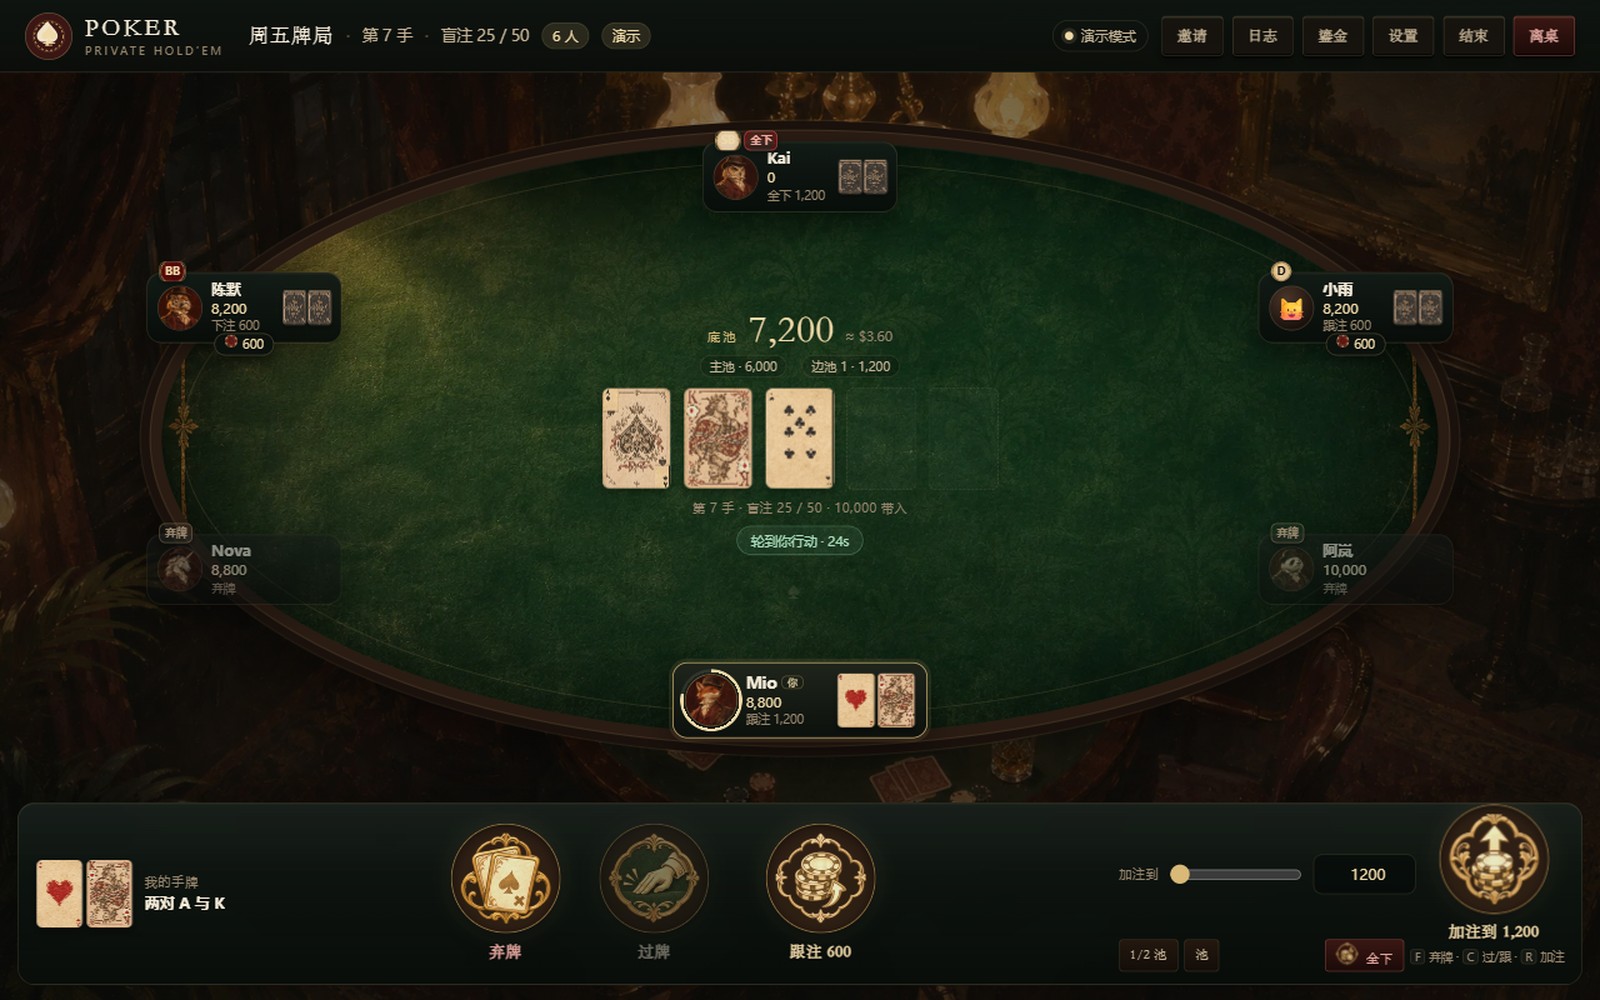 POKER
PRIVATE HOLD'EM
周五牌局 · 第 7 手 · 盲注 25 / 50 6 人 演示
演示模式
邀请
日志
鎏金
设置
结束
离桌
全下
Kai
0
全下 1,200
BB
陈默
8,200
下注 600
600
D
小雨
8,200
跟注 600
600
底池 7,200 ≈ $3.60
主池 · 6,000 边池 1 · 1,200
A
K
第 7 手 · 盲注 25 / 50 · 10,000 带入
轮到你行动 · 24s
弃牌
Nova
8,800
弃牌
弃牌
阿岚
10,000
弃牌
Mio 你
8,800
跟注 1,200
我的手牌
两对 A 与 K
弃牌
过牌
跟注 600
加注到 1200
1/2 池
池
全下
加注到 1,200
F 弃牌 · C 过/跟 · R 加注